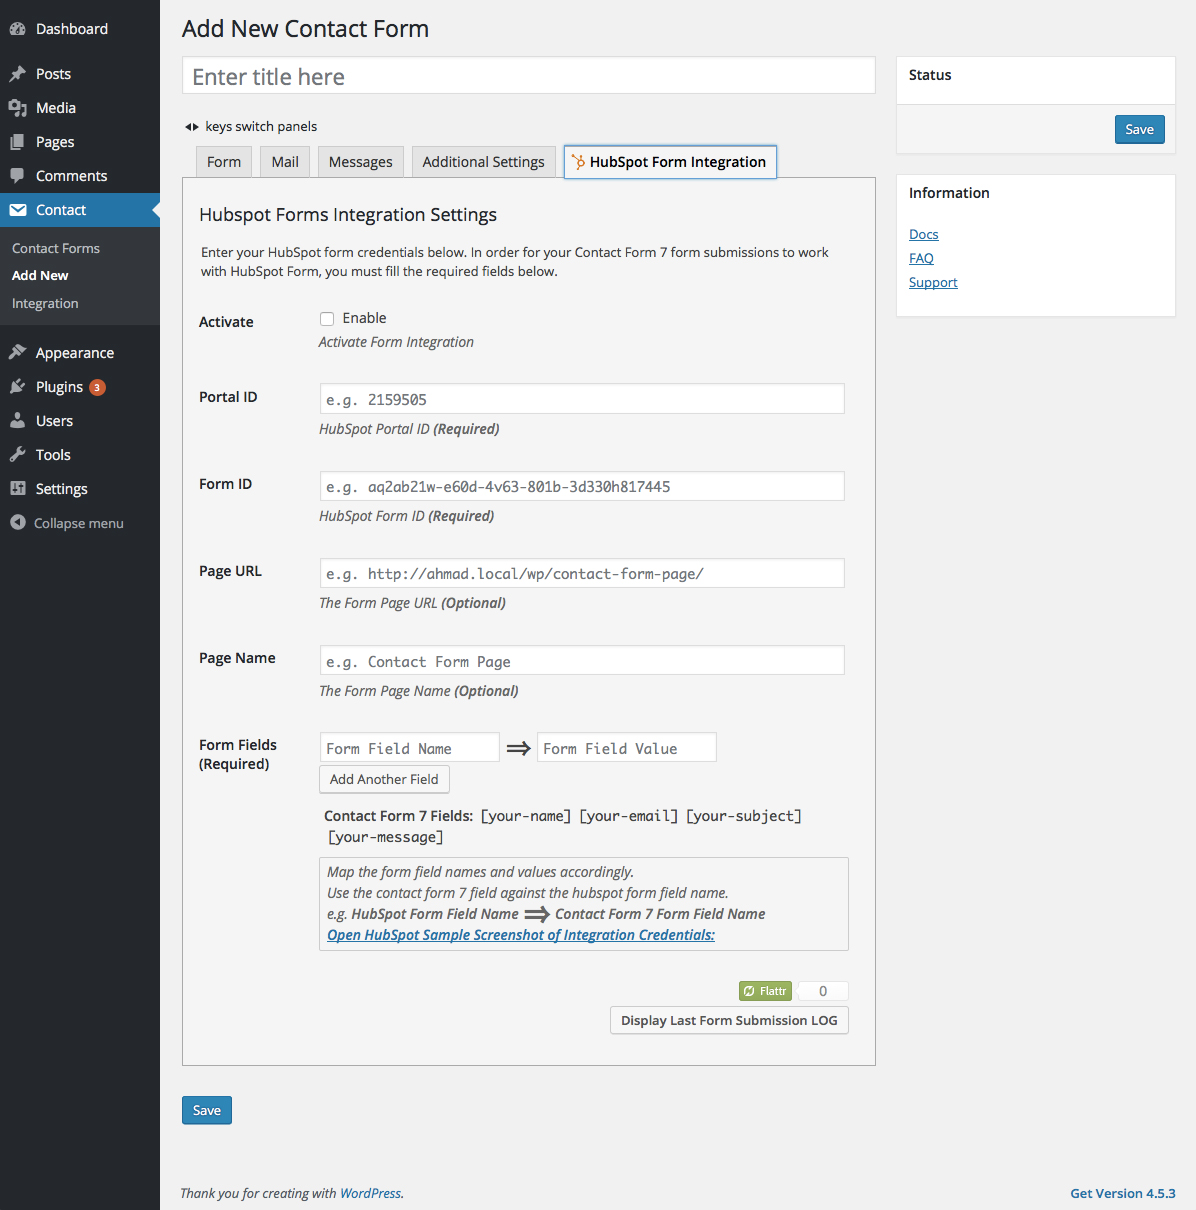 Dashboard
Posts
Media
Pages
Comments
Contact
Contact Forms
Add New
Integration
Appearance
Plugins 3
Users
Tools
Settings
Collapse menu
Add New Contact Form
Enter title here
keys switch panels
Form
Mail
Messages
Additional Settings
HubSpot Form Integration
Hubspot Forms Integration Settings
Enter your HubSpot form credentials below. In order for your Contact Form 7 form submissions to work
with HubSpot Form, you must fill the required fields below.
Activate
Enable
Activate Form Integration
Portal ID
e.g. 2159505
HubSpot Portal ID (Required)
Form ID
e.g. aq2ab21w-e60d-4v63-801b-3d330h817445
HubSpot Form ID (Required)
Page URL
e.g. http://ahmad.local/wp/contact-form-page/
The Form Page URL (Optional)
Page Name
e.g. Contact Form Page
The Form Page Name (Optional)
Form Fields
(Required)
Form Field Name ⇒ Form Field Value
Add Another Field
Contact Form 7 Fields: [your-name] [your-email] [your-subject]
[your-message]
Map the form field names and values accordingly.
Use the contact form 7 field against the hubspot form field name.
e.g. HubSpot Form Field Name ⇒ Contact Form 7 Form Field Name
Open HubSpot Sample Screenshot of Integration Credentials:
Flattr 0
Display Last Form Submission LOG
Save
Status
Save
Information
Docs
FAQ
Support
Thank you for creating with WordPress.
Get Version 4.5.3